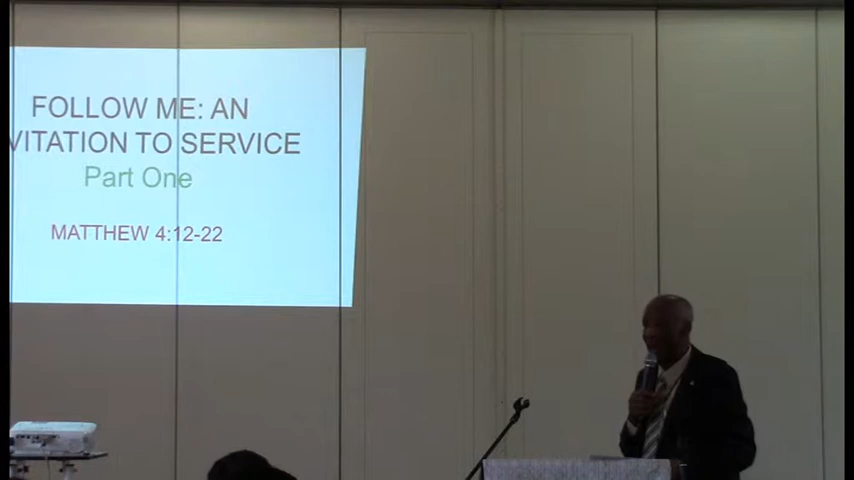 FOLLOW ME: AN
VITATION TO SERVICE
Part One
MATTHEW 4:12-22